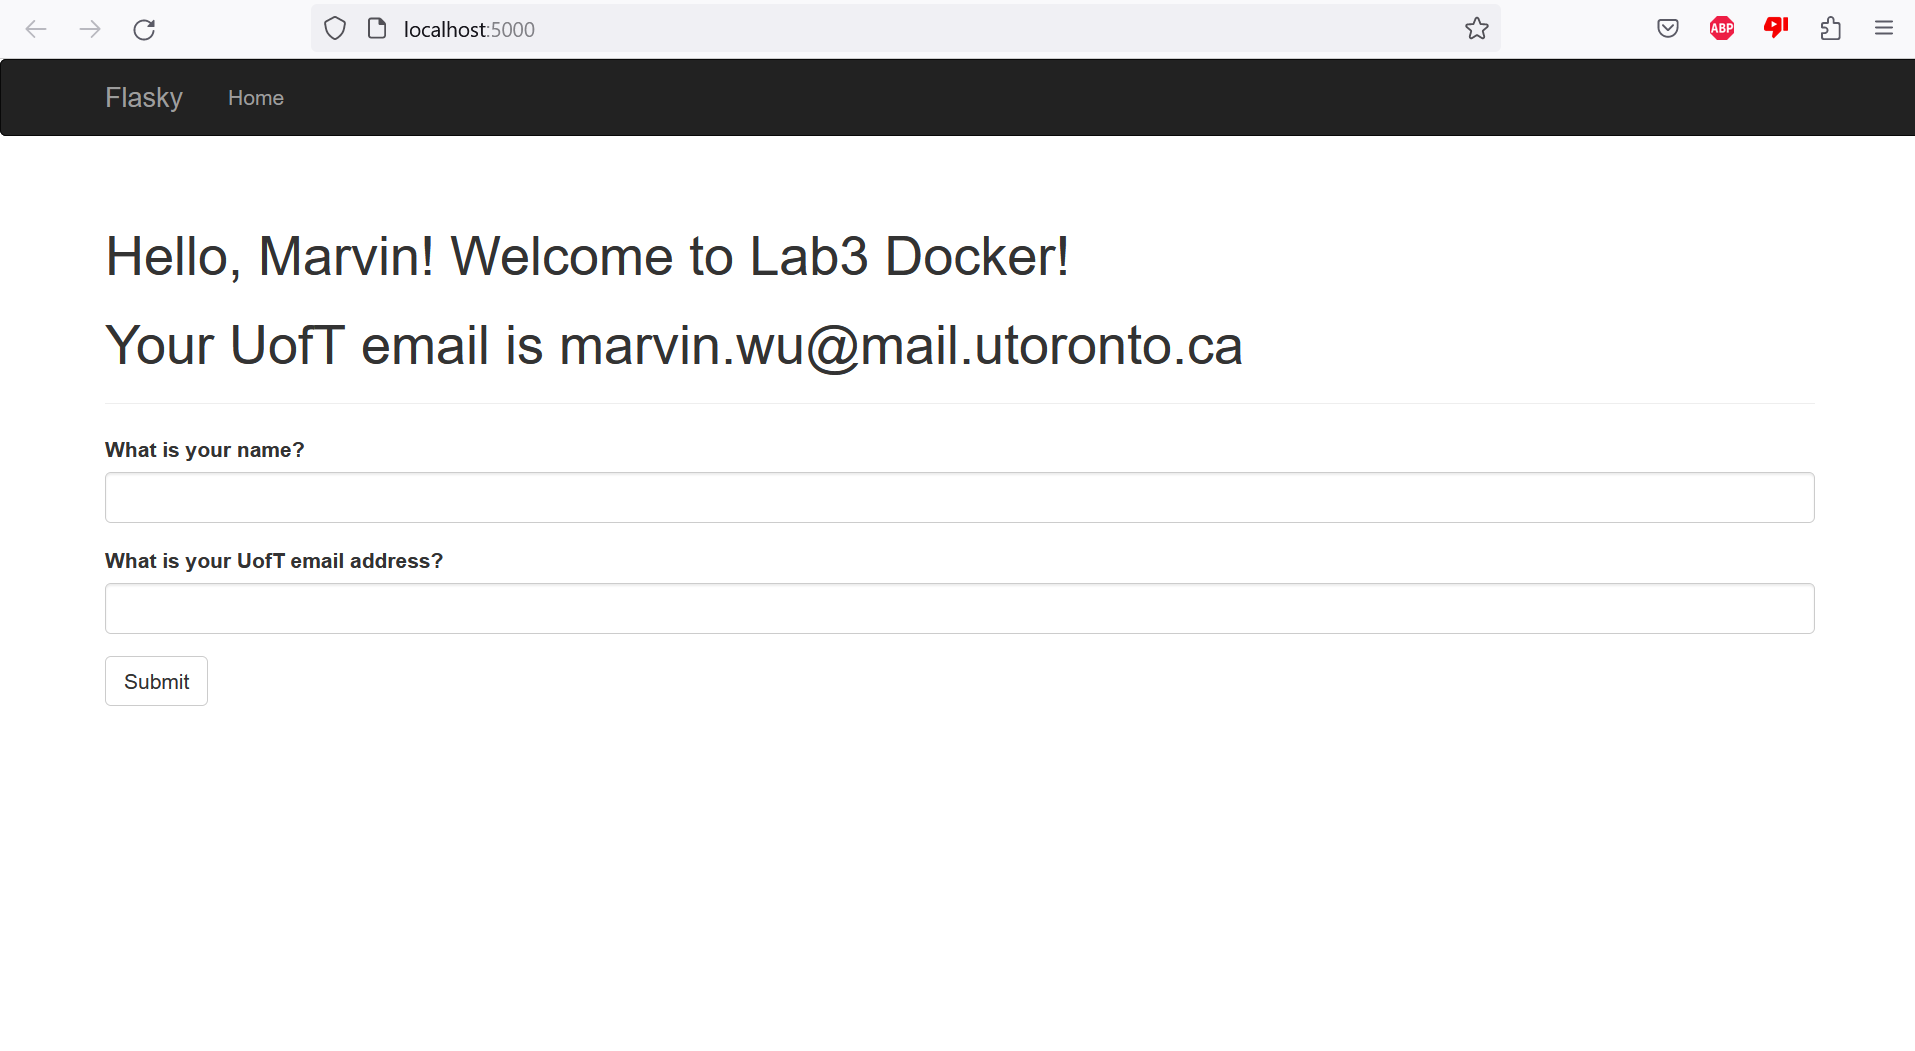 localhost:5000
ABP
Flasky Home
Hello, Marvin! Welcome to Lab3 Docker!
Your UofT email is marvin.wu@mail.utoronto.ca
What is your name?
What is your UofT email address?
Submit